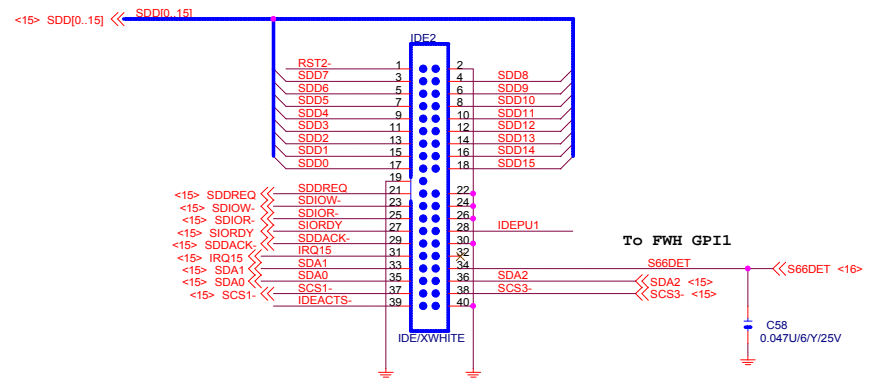 <15> SDD[0..15] SDD[0..15]
IDE2
RST2- 1 2
SDD7 3 4 SDD8
SDD6 5 6 SDD9
SDD5 7 8 SDD10
SDD4 9 10 SDD11
SDD3 11 12 SDD12
SDD2 13 14 SDD13
SDD1 15 16 SDD14
SDD0 17 18 SDD15
19
<15> SDDREQ SDDREQ 21 22
<15> SDIOW- SDIOW- 23 24
<15> SDIOR- SDIOR- 25 26
<15> SIORDY SIORDY 27 28 IDEPU1
<15> SDDACK- SDDACK- 29 30
To FWH GPI1
<15> IRQ15 IRQ15 31 32
<15> SDA1 SDA1 33 34 S66DET S66DET <16>
<15> SDA0 SDA0 35 36 SDA2 SDA2 <15>
<15> SCS1- SCS1- 37 38 SCS3- SCS3- <15>
IDEACTS- 39 40
C58
IDE/XWHITE 0.047U/6/Y/25V